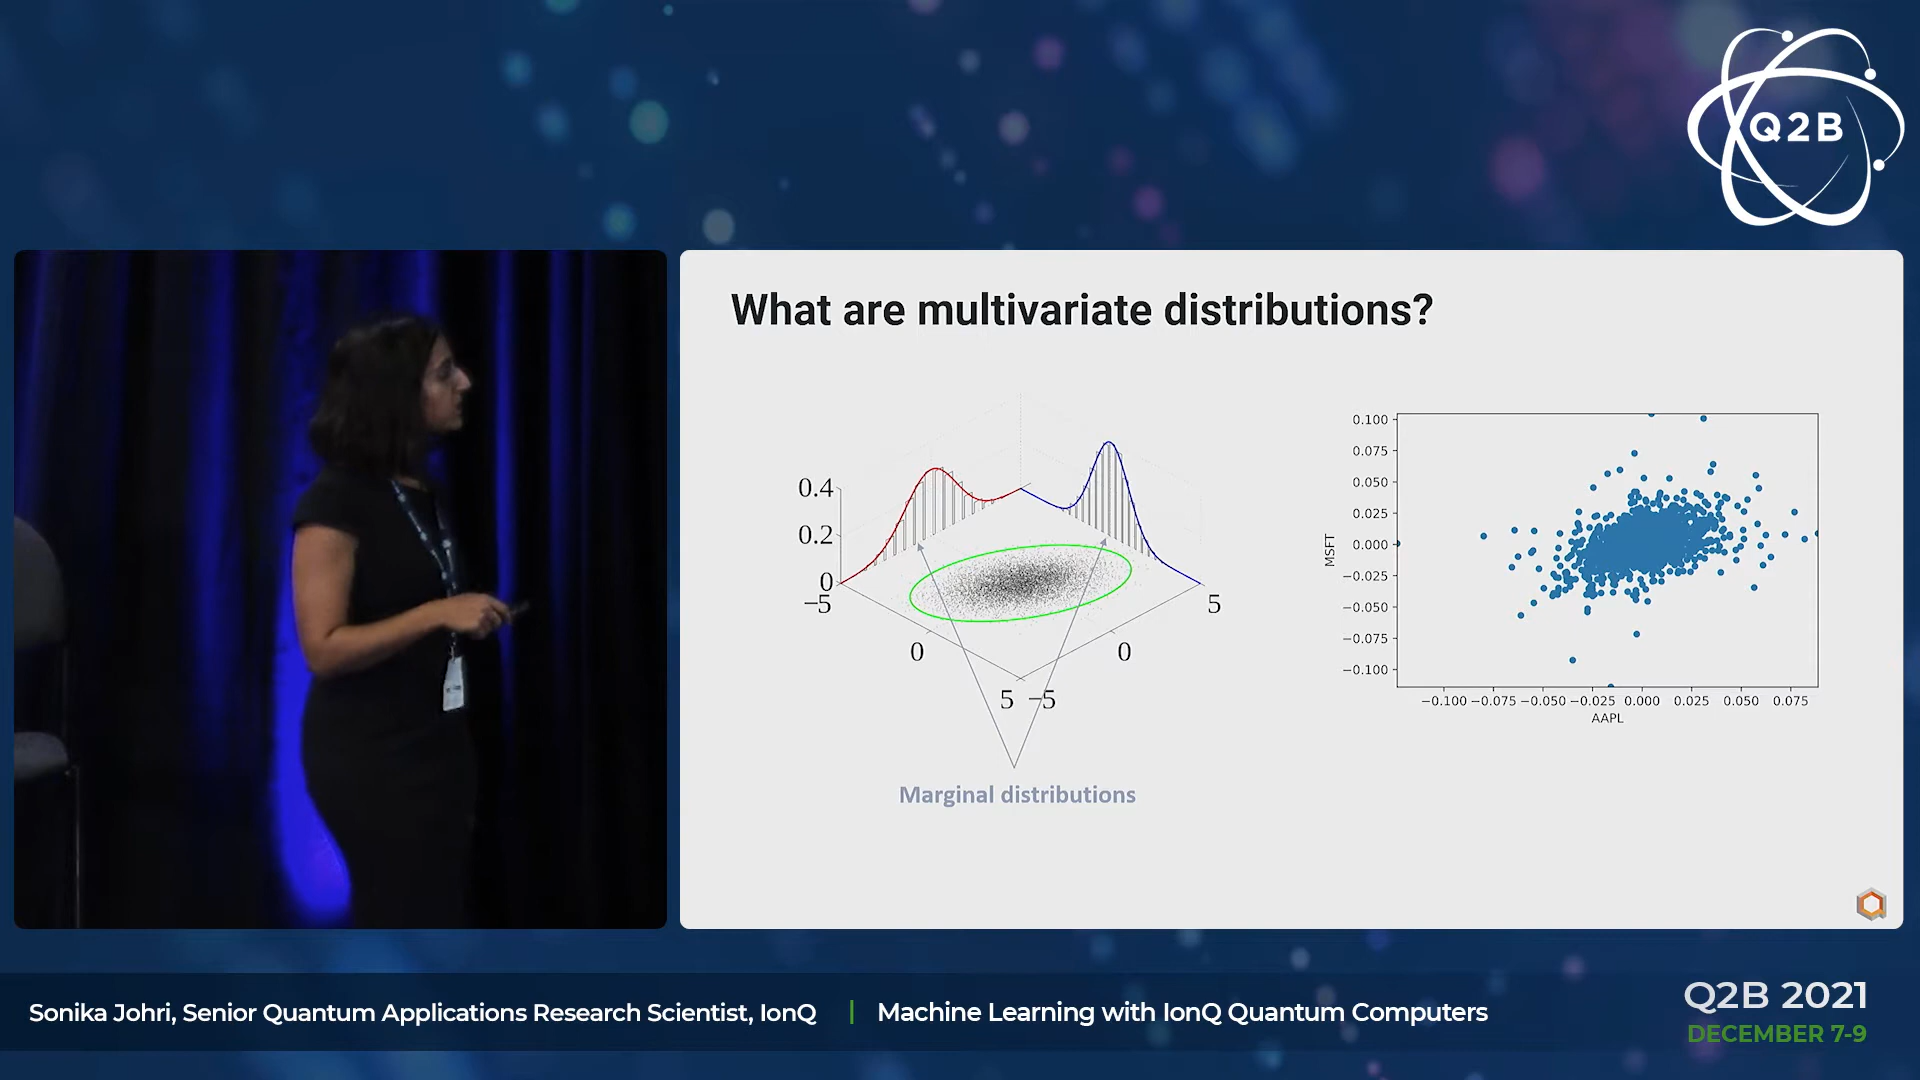 Q2B
What are multivariate distributions?
0.4
0.2
0
−5
0
5
−5
0
5
Marginal distributions
0.100
0.075
0.050
0.025
0.000
−0.025
−0.050
−0.075
−0.100
MSFT
−0.100 −0.075 −0.050 −0.025 0.000 0.025 0.050 0.075
AAPL
Sonika Johri, Senior Quantum Applications Research Scientist, IonQ | Machine Learning with IonQ Quantum Computers
Q2B 2021
DECEMBER 7-9